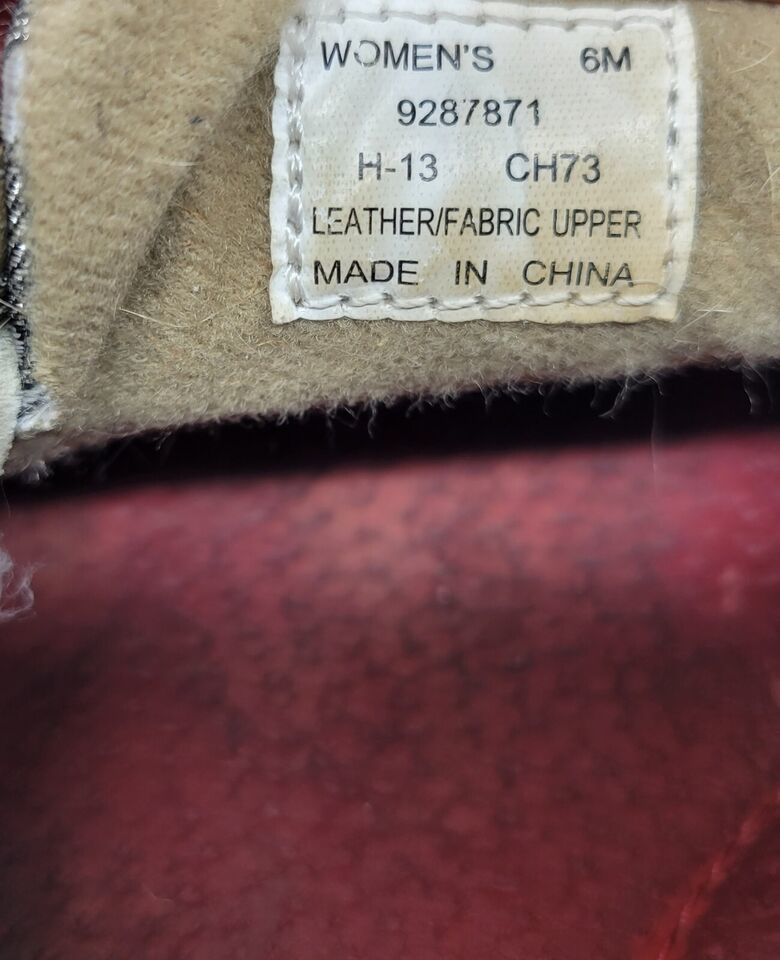 WOMEN'S 6M
9287871
H-13 CH73
LEATHER/FABRIC UPPER
MADE IN CHINA